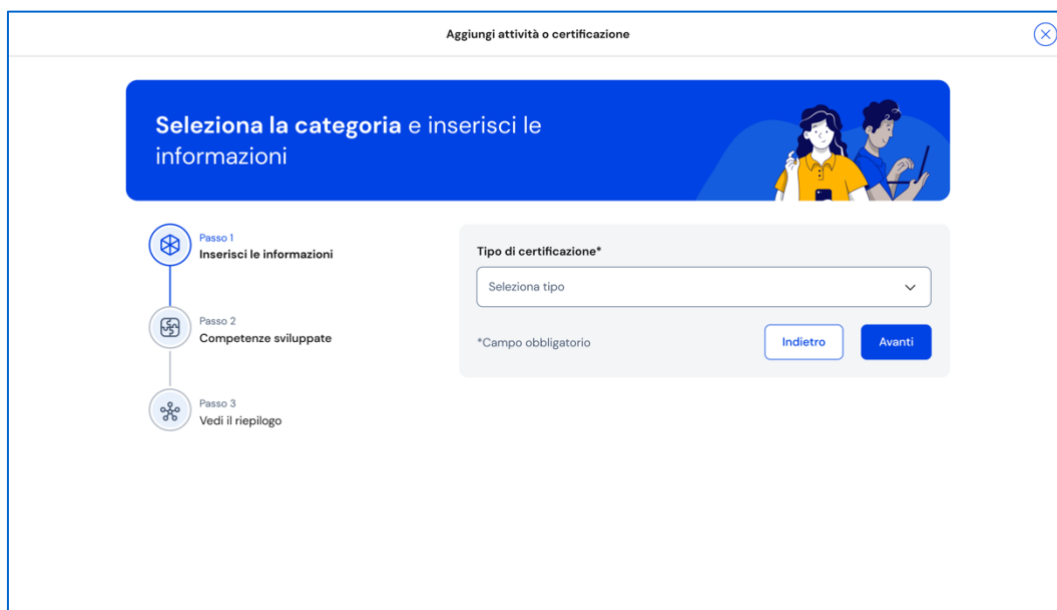 Aggiungi attività o certificazione
Seleziona la categoria e inserisci le
informazioni
Passo 1
Inserisci le informazioni
Passo 2
Competenze sviluppate
Passo 3
Vedi il riepilogo
Tipo di certificazione*
Seleziona tipo
*Campo obbligatorio
Indietro
Avanti